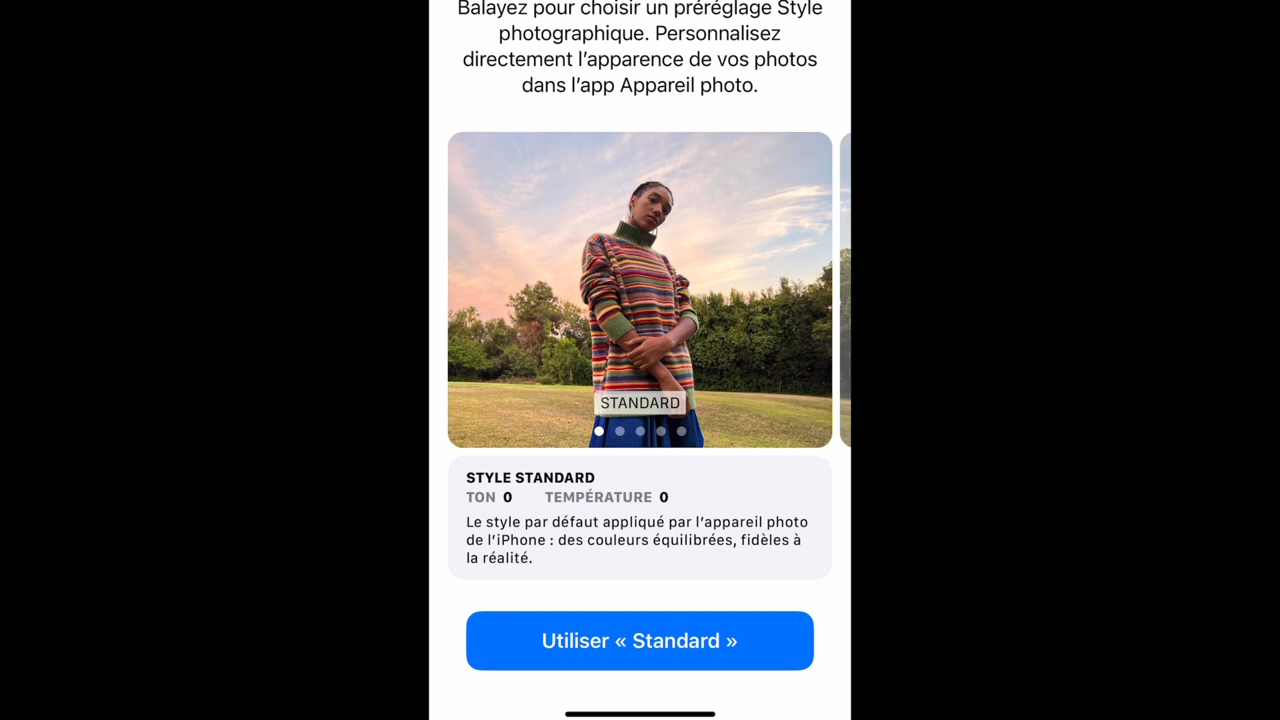 Balayez pour choisir un préréglage Style
photographique. Personnalisez
directement l’apparence de vos photos
dans l’app Appareil photo.
STANDARD
STYLE STANDARD
TON 0 TEMPÉRATURE 0
Le style par défaut appliqué par l’appareil photo
de l’iPhone : des couleurs équilibrées, fidèles à
la réalité.
Utiliser « Standard »